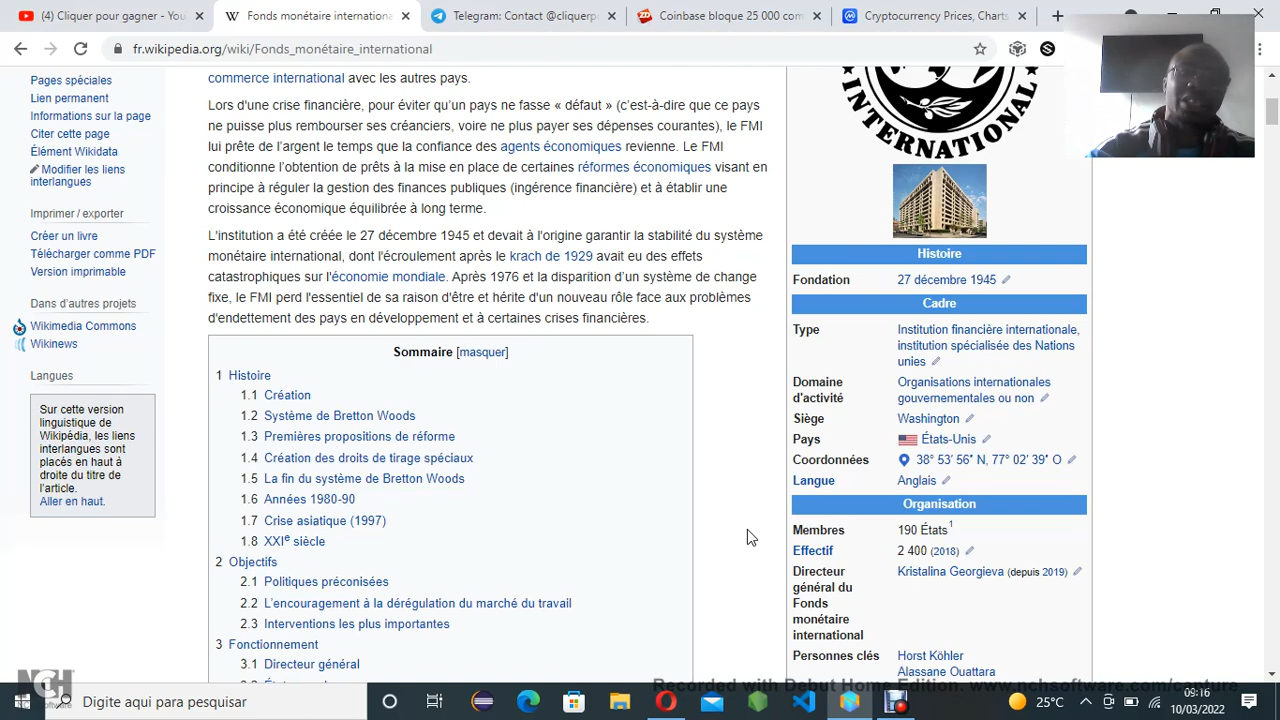 (4) Cliquer pour gagner - You
Fonds monétaire international
Telegram: Contact @cliquerp
Coinbase bloque 25 000 com
Cryptocurrency Prices, Charts
fr.wikipedia.org/wiki/Fonds_monétaire_international
Pages spéciales
Lien permanent
Informations sur la page
Citer cette page
Élément Wikidata
Modifier les liens
interlangues
Imprimer / exporter
Créer un livre
Télécharger comme PDF
Version imprimable
Dans d'autres projets
Wikimedia Commons
Wikinews
Langues
Sur cette version
linguistique de
Wikipédia, les liens
interlangues sont
placés en haut à
droite du titre de
l'article.
Aller en haut.
commerce international avec les autres pays.
Lors d'une crise financière, pour éviter qu'un pays ne fasse « défaut » (c'est-à-dire que ce pays
ne puisse plus rembourser ses créanciers, voire ne plus payer ses dépenses courantes), le FMI
lui prête de l'argent le temps que la confiance des agents économiques revienne. Le FMI
conditionne l'obtention de prêts à la mise en place de certaines réformes économiques visant en
principe à réguler la gestion des finances publiques (ingérence financière) et à établir une
croissance économique équilibrée à long terme.
L'institution a été créée le 27 décembre 1945 et devait à l'origine garantir la stabilité du système
monétaire international, dont l'écroulement après le krach de 1929 avait eu des effets
catastrophiques sur l'économie mondiale. Après 1976 et la disparition d'un système de change
fixe, le FMI perd l'essentiel de sa raison d'être et hérite d'un nouveau rôle face aux problèmes
d'endettement des pays en développement et à certaines crises financières.
Sommaire [masquer]
1 Histoire
1.1 Création
1.2 Système de Bretton Woods
1.3 Premières propositions de réforme
1.4 Création des droits de tirage spéciaux
1.5 La fin du système de Bretton Woods
1.6 Années 1980-90
1.7 Crise asiatique (1997)
1.8 XXIe siècle
2 Objectifs
2.1 Politiques préconisées
2.2 L'encouragement à la dérégulation du marché du travail
2.3 Interventions les plus importantes
3 Fonctionnement
3.1 Directeur général
INTERNATIONAL
Histoire
Fondation 27 décembre 1945
Cadre
Type Institution financière internationale,
institution spécialisée des Nations
unies
Domaine Organisations internationales
d'activité gouvernementales ou non
Siège Washington
Pays États-Unis
Coordonnées 38° 53′ 56″ N, 77° 02′ 39″ O
Langue Anglais
Organisation
Membres 190 États1
Effectif 2 400 (2018)
Directeur Kristalina Georgieva (depuis 2019)
général du
Fonds
monétaire
international
Personnes clés Horst Köhler
Alassane Ouattara
NCH
Software
Recorded with Debut Home Edition. www.nchsoftware.com/capture
Digite aqui para pesquisar
25°C
09:16
10/03/2022